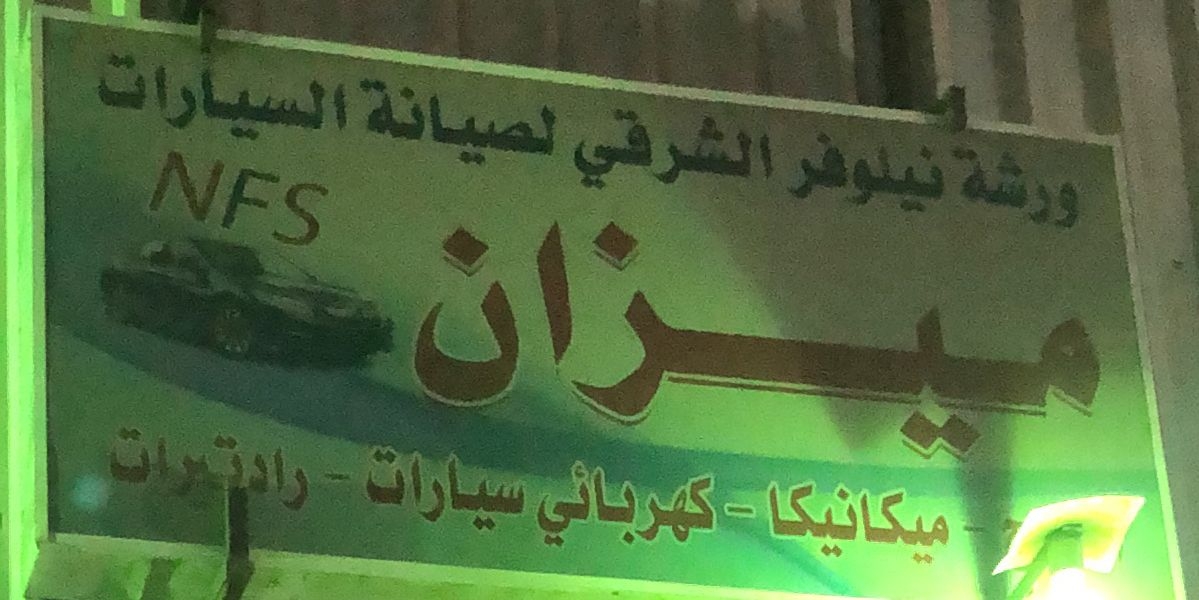 ورشة نيلوفر الشرقي لصيانة السيارات
NFS
ميزان
- ميكانيكا - كهربائي سيارات - رادتيرات